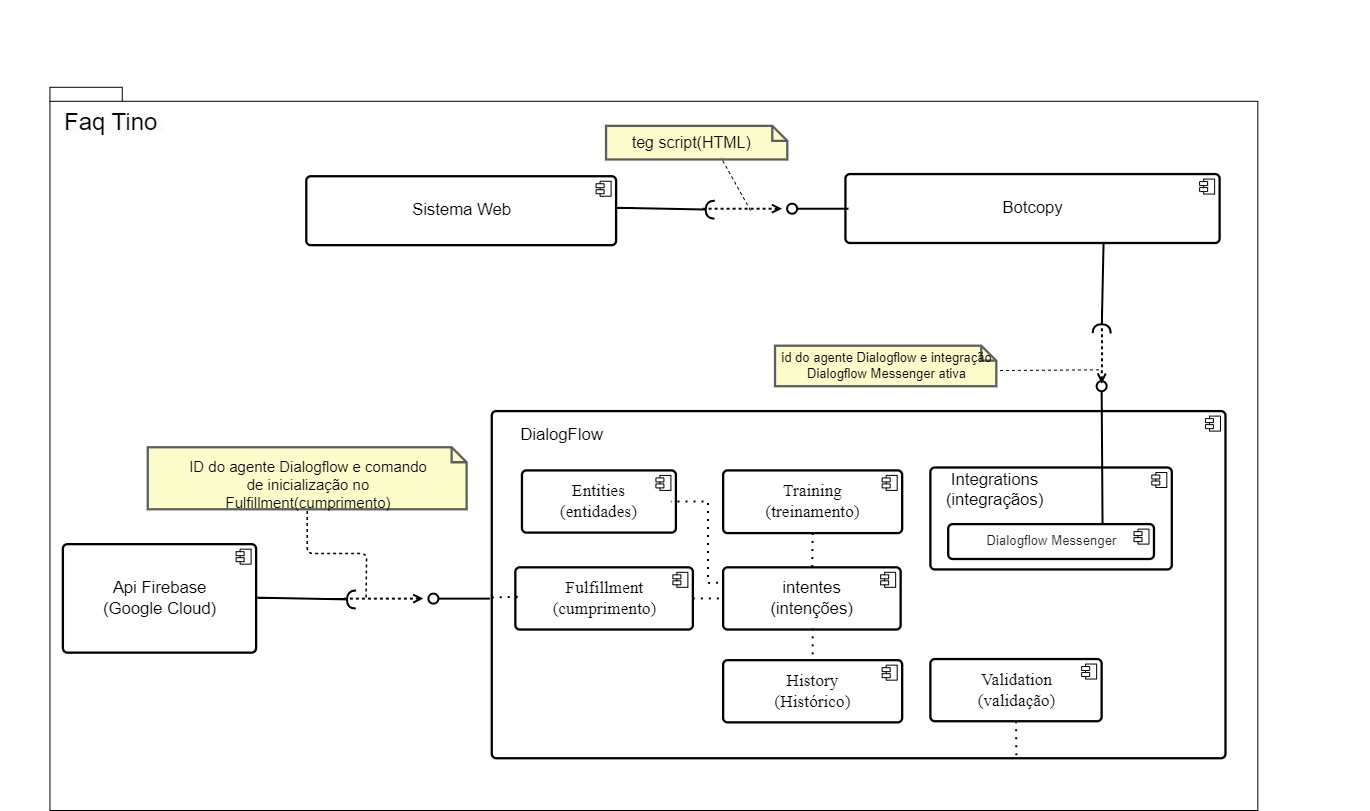 Faq Tino
teg script(HTML)
Sistema Web
Botcopy
id do agente Dialogflow e integração
Dialogflow Messenger ativa
DialogFlow
ID do agente Dialogflow e comando
de inicialização no
Fulfillment(cumprimento)
Entities
(entidades)
Training
(treinamento)
Integrations
(integraçãos)
Dialogflow Messenger
Api Firebase
(Google Cloud)
Fulfillment
(cumprimento)
intentes
(intenções)
History
(Histórico)
Validation
(validação)